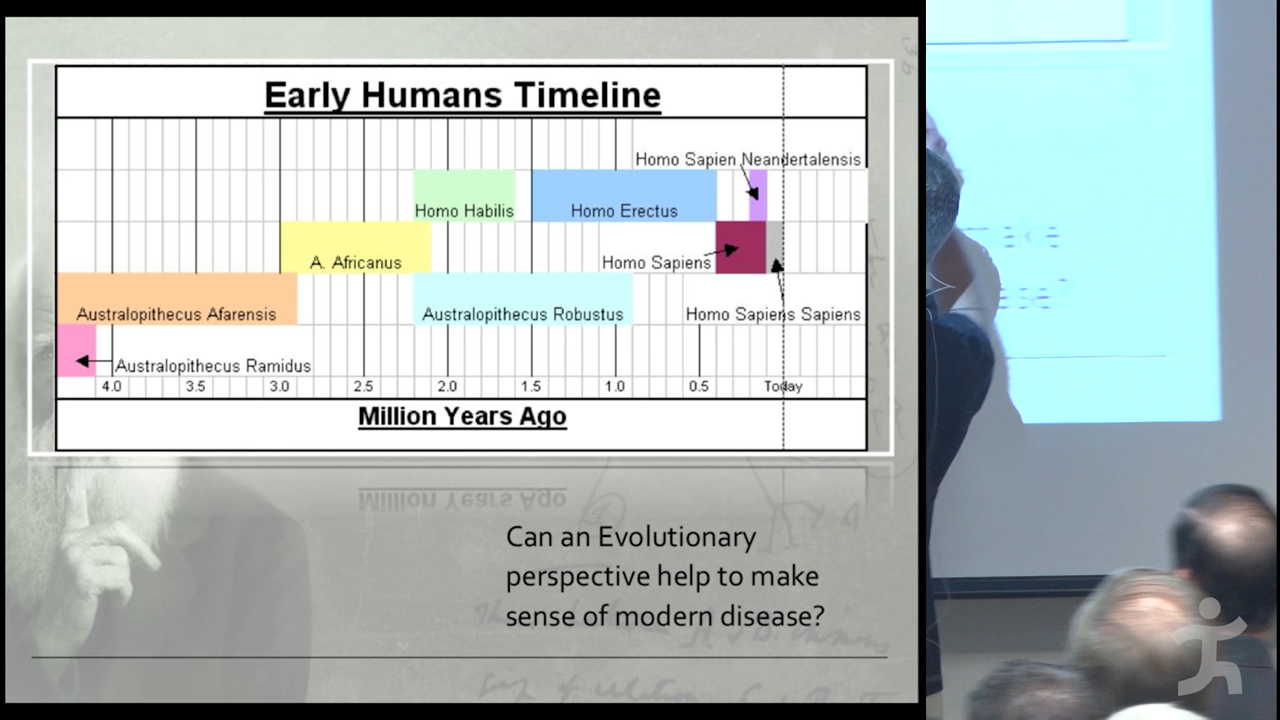 Early Humans Timeline
Homo Sapien Neandertalensis
Homo Habilis
Homo Erectus
A. Africanus
Homo Sapiens
Australopithecus Afarensis
Australopithecus Robustus
Homo Sapiens Sapiens
Australopithecus Ramidus
4.0 3.5 3.0 2.5 2.0 1.5 1.0 0.5 Today
Million Years Ago
Million Years Ago
Can an Evolutionary
perspective help to make
sense of modern disease?